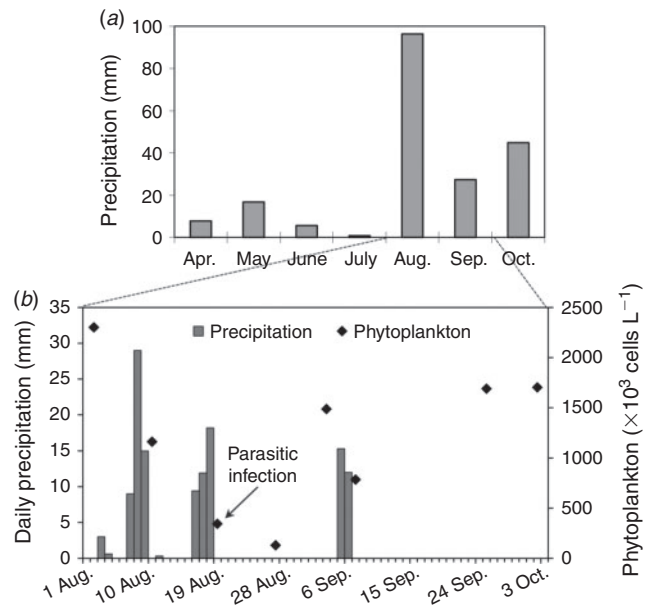 (a)
Precipitation (mm)
100
80
60
40
20
0
Apr. May June July Aug. Sep. Oct.
(b)
Daily precipitation (mm)
35
30
25
20
15
10
5
0
Precipitation Phytoplankton
Parasitic
infection
2500
2000
1500
1000
500
0
Phytoplankton (×10³ cells L⁻¹)
1 Aug. 10 Aug. 19 Aug. 28 Aug. 6 Sep. 15 Sep. 24 Sep. 3 Oct.